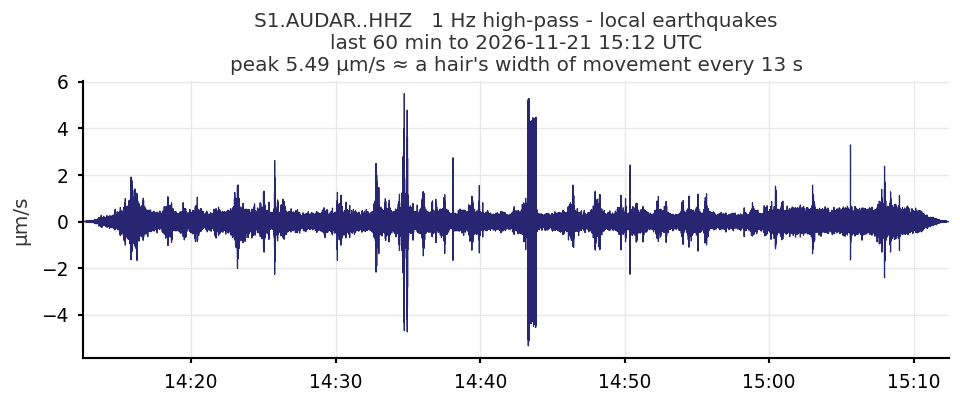 S1.AUDAR..HHZ   1 Hz high-pass - local earthquakes
last 60 min to 2026-11-21 15:12 UTC
peak 5.49 µm/s ≈ a hair's width of movement every 13 s
µm/s
6
4
2
0
−2
−4
14:20 14:30 14:40 14:50 15:00 15:10